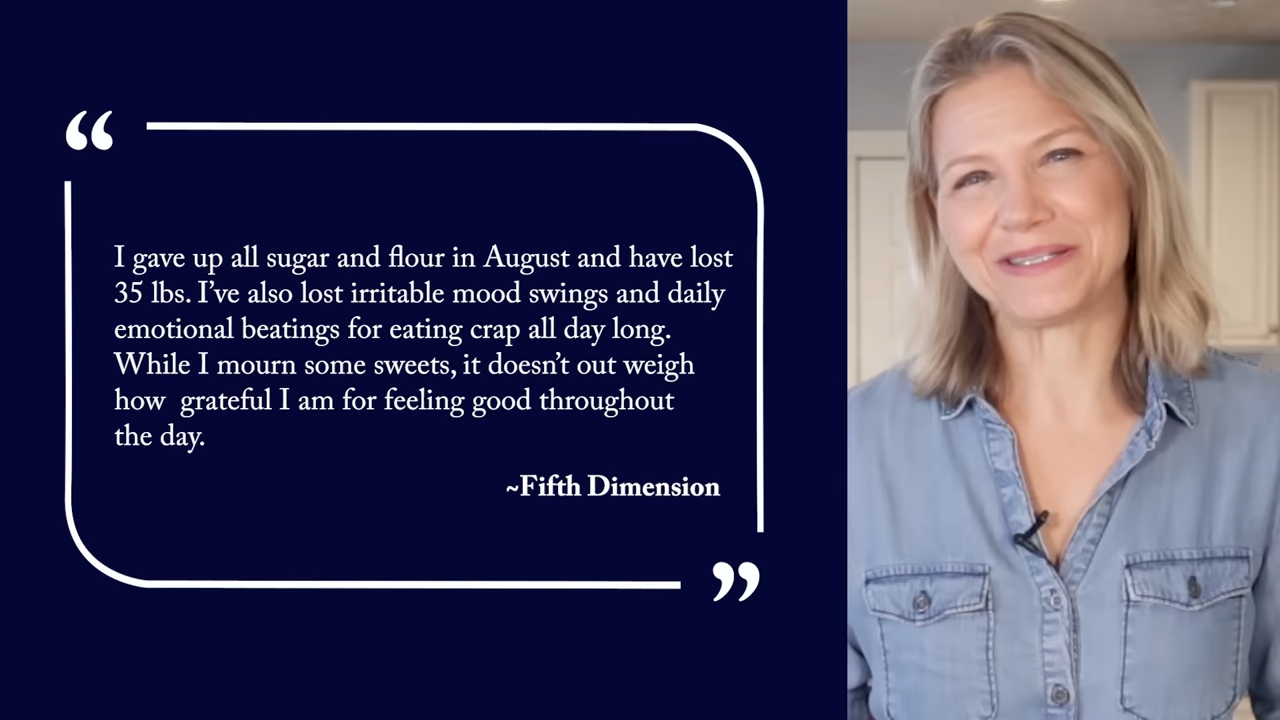 “
I gave up all sugar and flour in August and have lost
35 lbs. I’ve also lost irritable mood swings and daily
emotional beatings for eating crap all day long.
While I mourn some sweets, it doesn’t out weigh
how  grateful I am for feeling good throughout
the day.
~Fifth Dimension
”